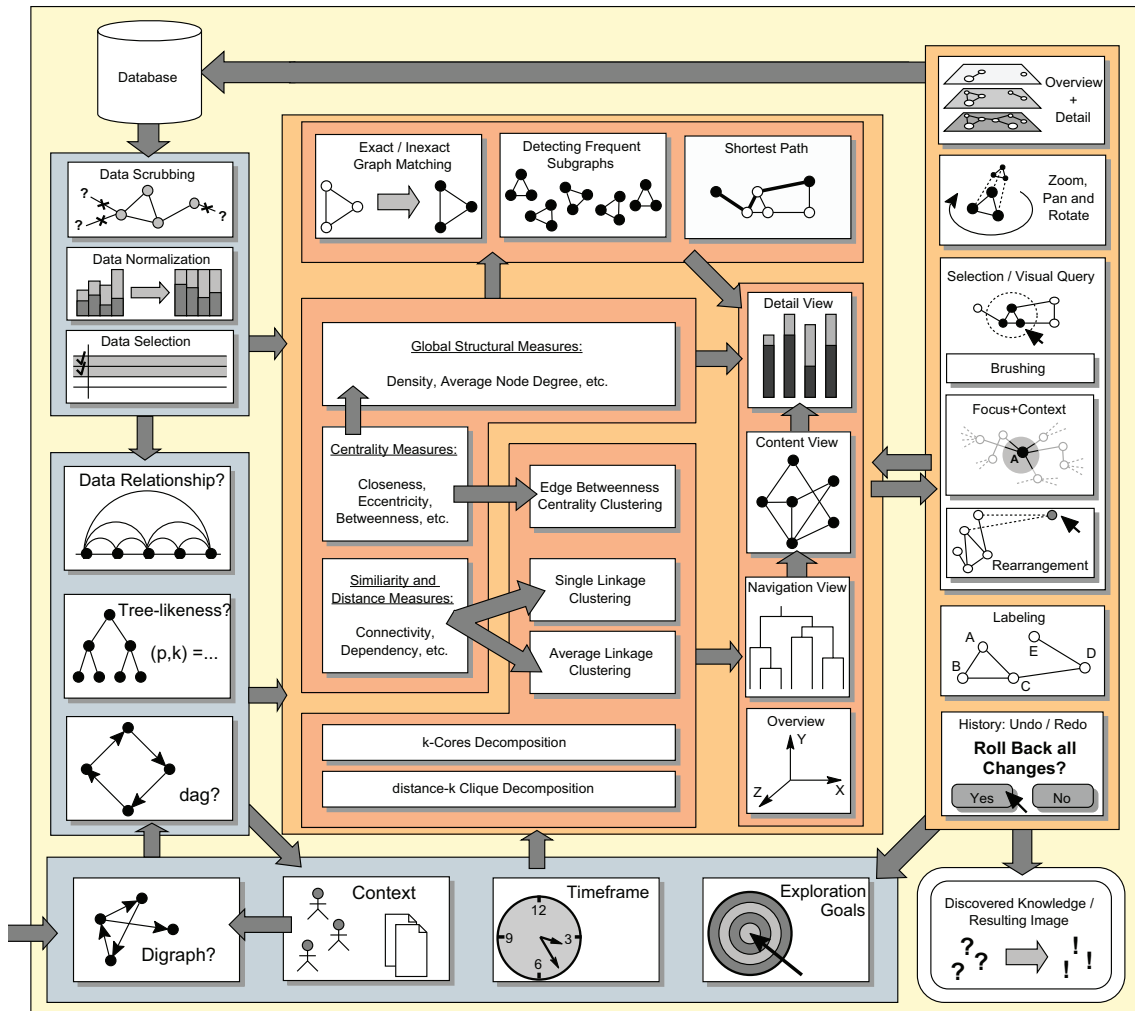 Database
Data Scrubbing
?
?
?
Data Normalization
Data Selection
Data Relationship?
Tree-likeness?
(p,k) =...
dag?
Digraph?
Context
Timeframe
12
9
3
6
Exploration
Goals
Exact / Inexact
Graph Matching
Detecting Frequent
Subgraphs
Shortest Path
Global Structural Measures:
Density, Average Node Degree, etc.
Centrality Measures:
Closeness,
Eccentricity,
Betweenness, etc.
Edge Betweenness
Centrality Clustering
Similiarity and
Distance Measures:
Connectivity,
Dependency, etc.
Single Linkage
Clustering
Average Linkage
Clustering
k-Cores Decomposition
distance-k Clique Decomposition
Detail View
Content View
Navigation View
Overview
Y
Z
X
Overview
+
Detail
Zoom,
Pan and
Rotate
Selection / Visual Query
Brushing
Focus+Context
A
Rearrangement
Labeling
A
E
B
D
C
History: Undo / Redo
Roll Back all
Changes?
Yes
No
Discovered Knowledge /
Resulting Image
? ? ?
! ! !